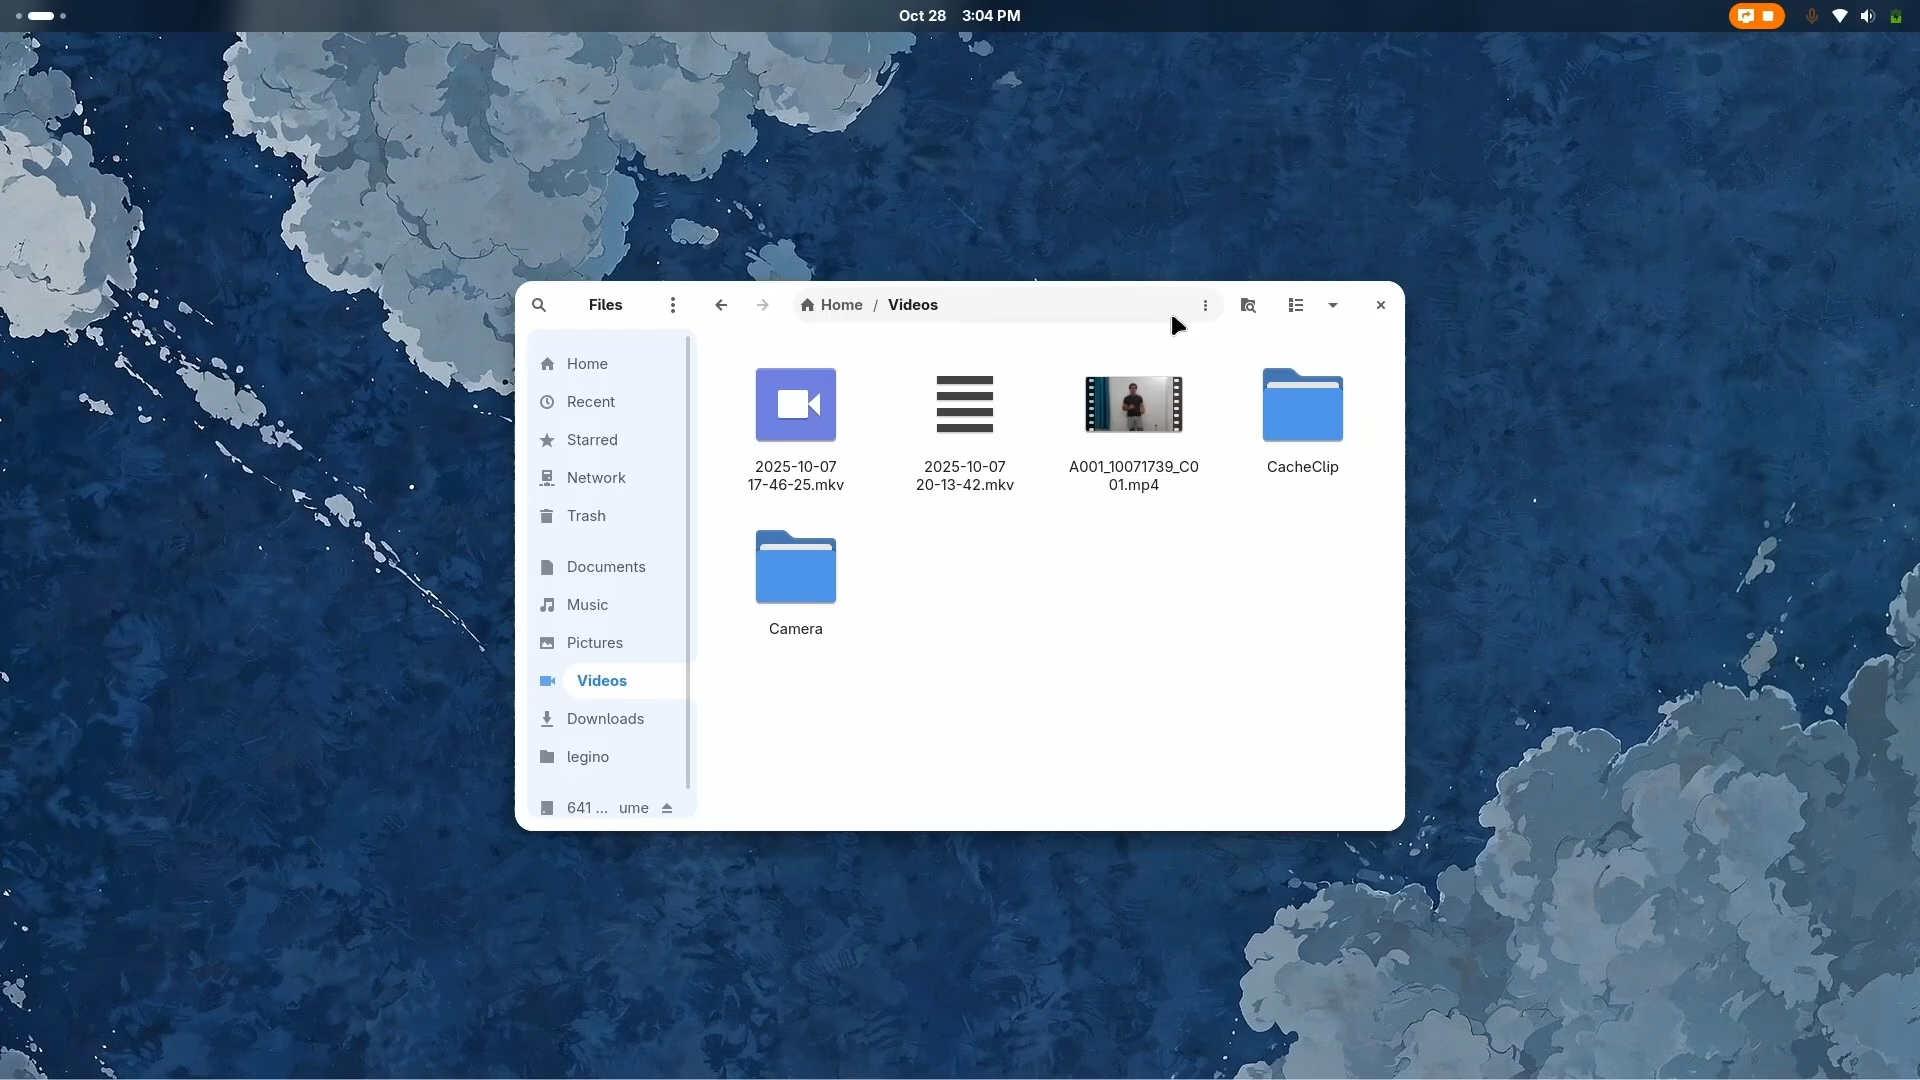 Oct 28 3:04 PM
Files
Home / Videos
Home
Recent
Starred
Network
Trash
Documents
Music
Pictures
Videos
Downloads
legino
641 ... ume
2025-10-07
17-46-25.mkv
2025-10-07
20-13-42.mkv
A001_10071739_C0
01.mp4
CacheClip
Camera